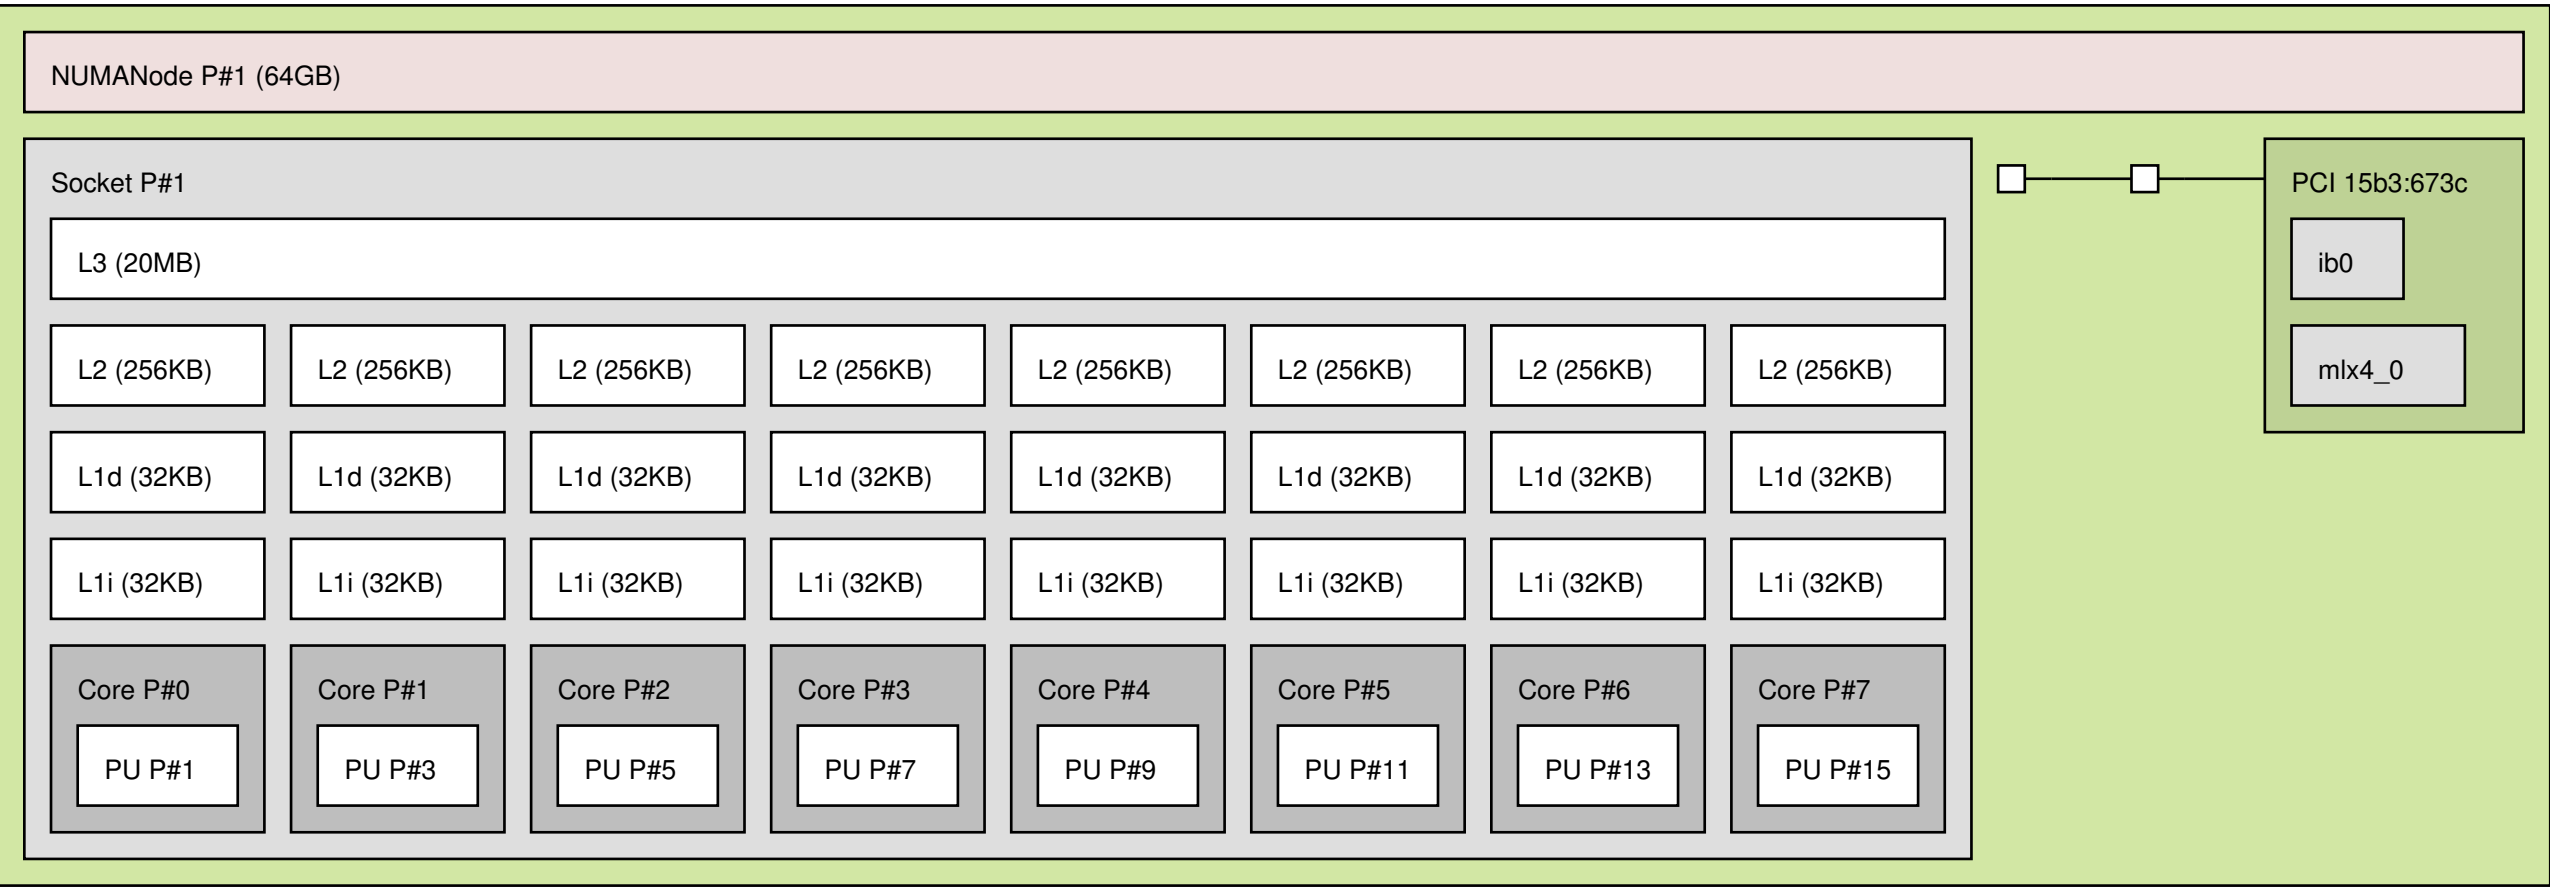 NUMANode P#1 (64GB)
Socket P#1
PCI 15b3:673c
L3 (20MB)
ib0
L2 (256KB) L2 (256KB) L2 (256KB) L2 (256KB) L2 (256KB) L2 (256KB) L2 (256KB) L2 (256KB)
mlx4_0
L1d (32KB) L1d (32KB) L1d (32KB) L1d (32KB) L1d (32KB) L1d (32KB) L1d (32KB) L1d (32KB)
L1i (32KB) L1i (32KB) L1i (32KB) L1i (32KB) L1i (32KB) L1i (32KB) L1i (32KB) L1i (32KB)
Core P#0 Core P#1 Core P#2 Core P#3 Core P#4 Core P#5 Core P#6 Core P#7
PU P#1 PU P#3 PU P#5 PU P#7 PU P#9 PU P#11 PU P#13 PU P#15